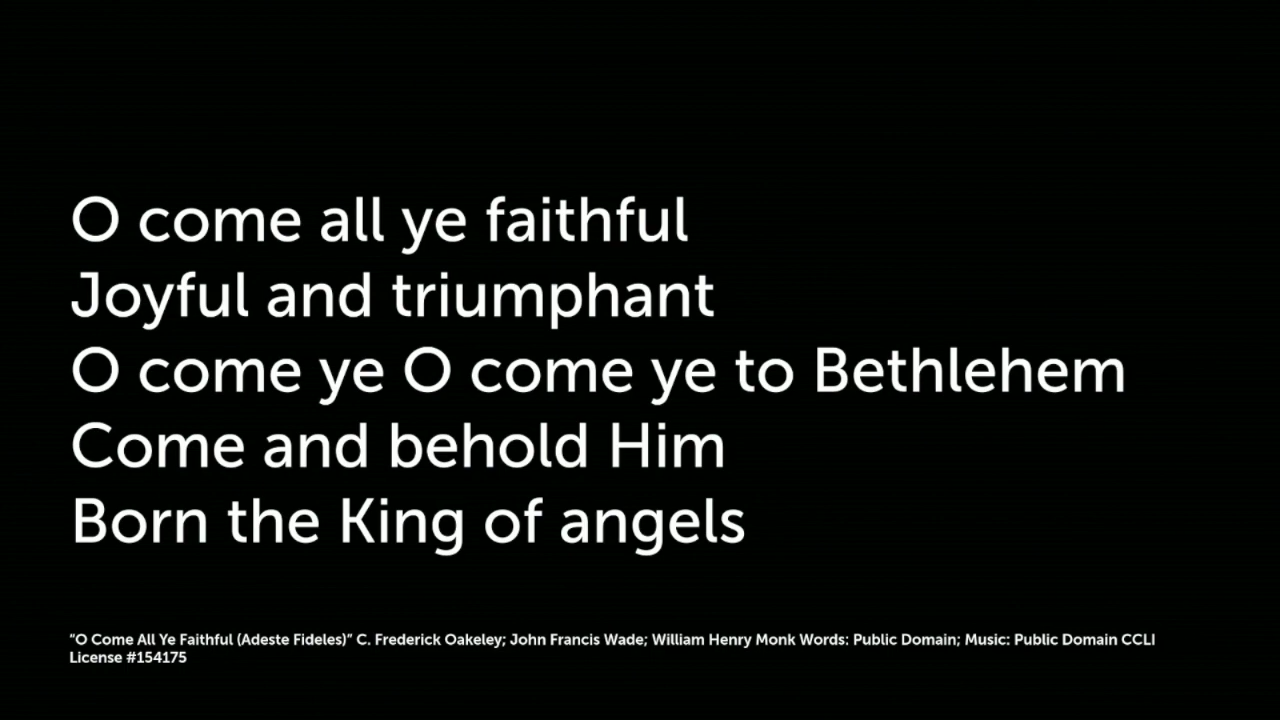 O come all ye faithful
Joyful and triumphant
O come ye O come ye to Bethlehem
Come and behold Him
Born the King of angels
“O Come All Ye Faithful (Adeste Fideles)” C. Frederick Oakeley; John Francis Wade; William Henry Monk Words: Public Domain; Music: Public Domain CCLI
License #154175